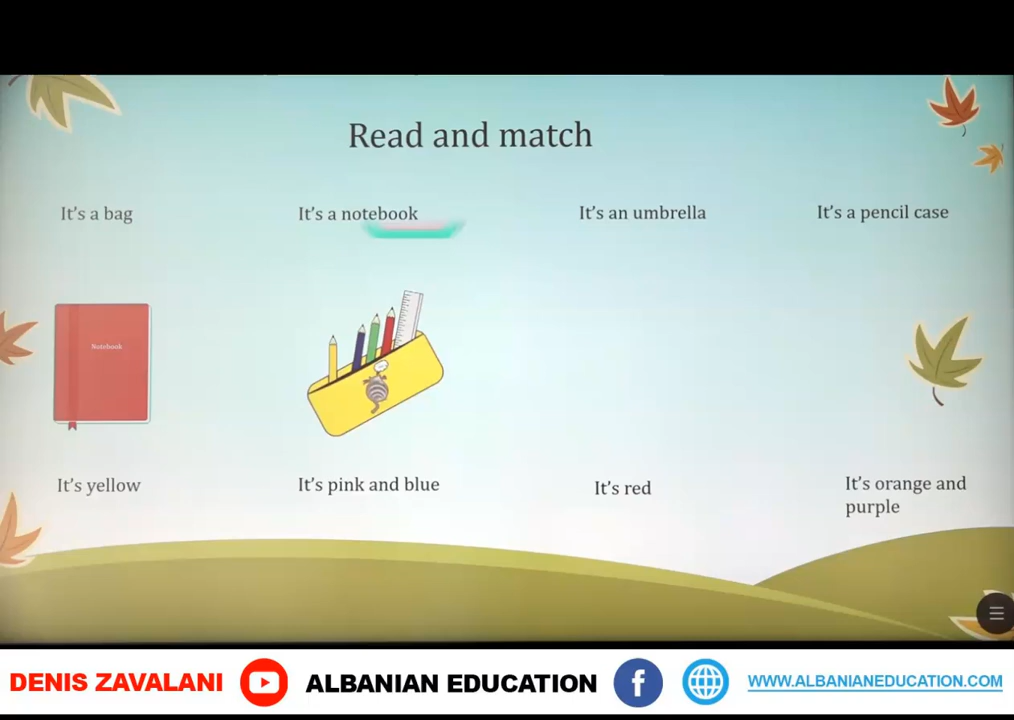 Read and match
It's a bag
It's a notebook
It's an umbrella
It's a pencil case
Notebook
It's yellow
It's pink and blue
It's red
It's orange and
purple
DENIS ZAVALANI
ALBANIAN EDUCATION
f
WWW.ALBANIANEDUCATION.COM